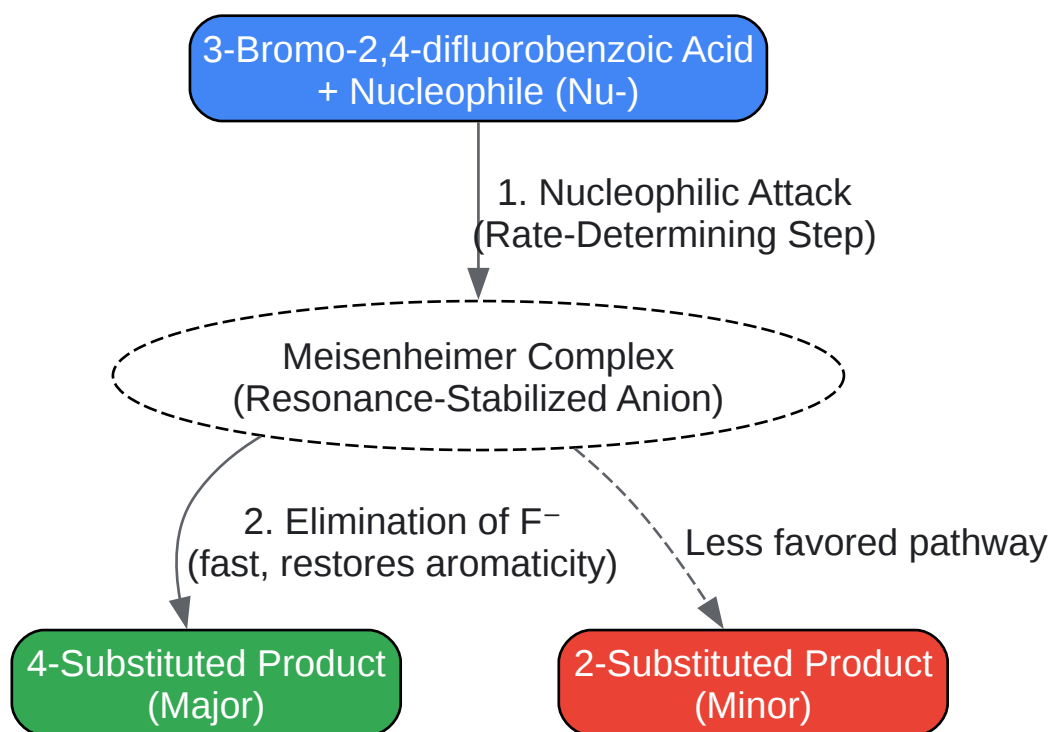 3-Bromo-2,4-difluorobenzoic Acid
+ Nucleophile (Nu-)
1. Nucleophilic Attack
(Rate-Determining Step)
Meisenheimer Complex
(Resonance-Stabilized Anion)
2. Elimination of F⁻
(fast, restores aromaticity)
Less favored pathway
4-Substituted Product
(Major)
2-Substituted Product
(Minor)